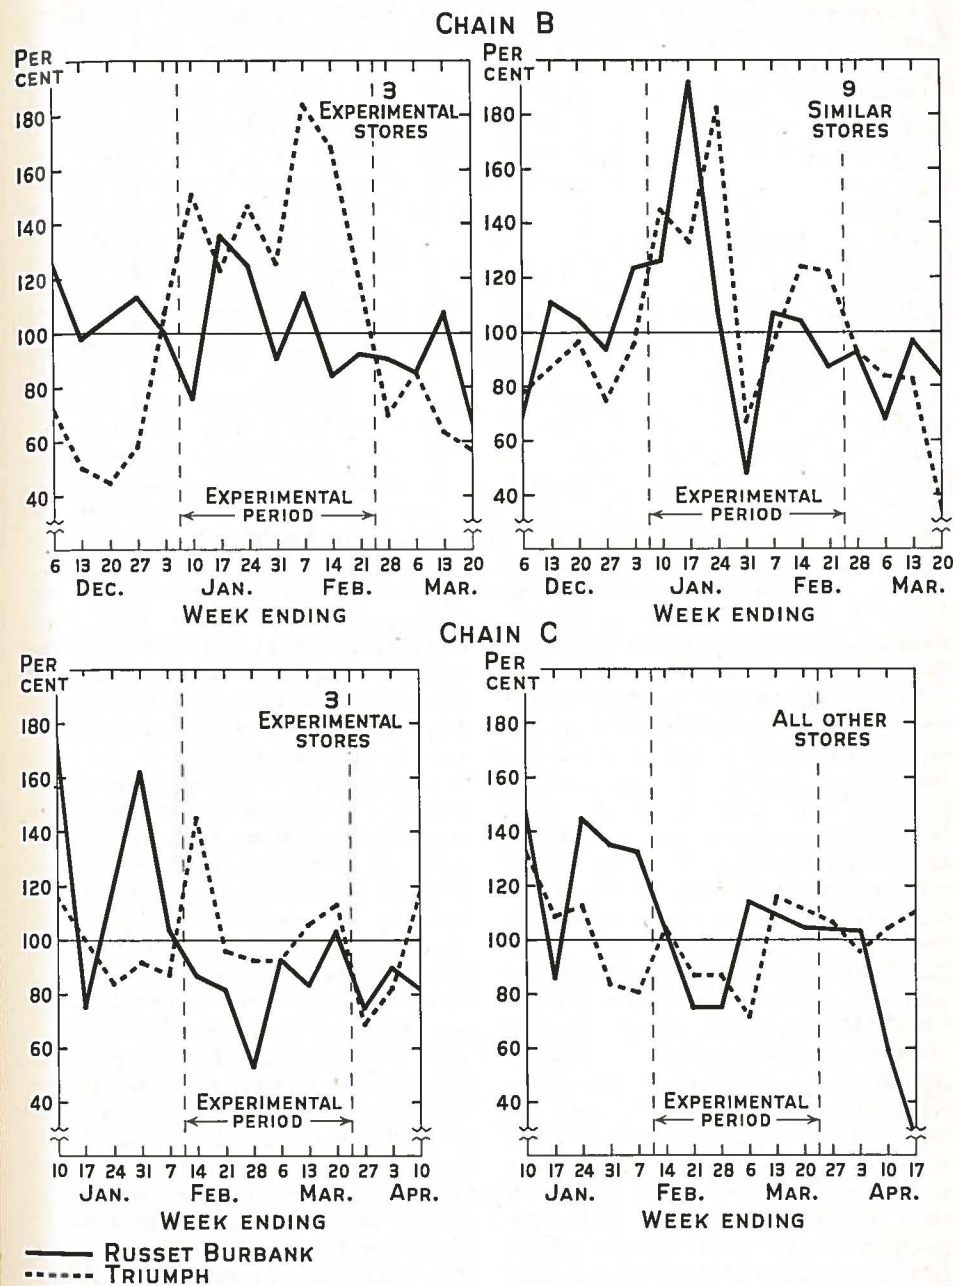 CHAIN B
PER
CENT
180
160
140
120
100
80
60
40
3
EXPERIMENTAL
STORES
EXPERIMENTAL
PERIOD
6 13 20 27 3 10 17 24 31 7 14 21 28 6 13 20
DEC. JAN. FEB. MAR.
WEEK ENDING
PER
CENT
180
160
140
120
100
80
60
40
9
SIMILAR
STORES
EXPERIMENTAL
PERIOD
6 13 20 27 3 10 17 24 31 7 14 21 28 6 13 20
DEC. JAN. FEB. MAR.
WEEK ENDING
CHAIN C
PER
CENT
180
160
140
120
100
80
60
40
3
EXPERIMENTAL
STORES
EXPERIMENTAL
PERIOD
10 17 24 31 7 14 21 28 6 13 20 27 3 10
JAN. FEB. MAR. APR.
WEEK ENDING
PER
CENT
180
160
140
120
100
80
60
40
ALL OTHER
STORES
EXPERIMENTAL
PERIOD
10 17 24 31 7 14 21 28 6 13 20 27 3 10 17
JAN. FEB. MAR. APR.
WEEK ENDING
RUSSET BURBANK
TRIUMPH